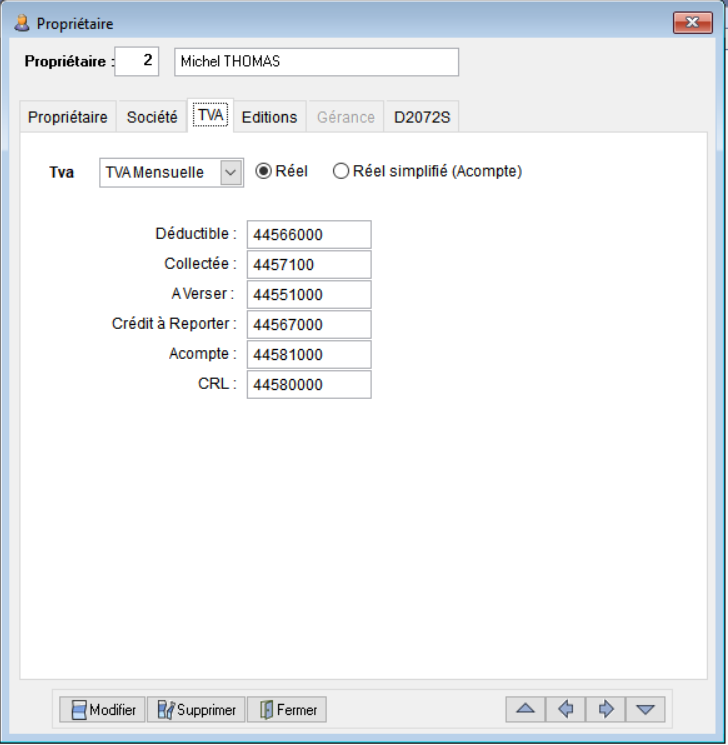 Propriétaire
Propriétaire : 2 Michel THOMAS
Propriétaire Société TVA Editions Gérance D2072S
Tva TVA Mensuelle Réel Réel simplifié (Acompte)
Déductible : 44566000
Collectée : 4457100
A Verser : 44551000
Crédit à Reporter : 44567000
Acompte : 44581000
CRL : 44580000
Modifier Supprimer Fermer